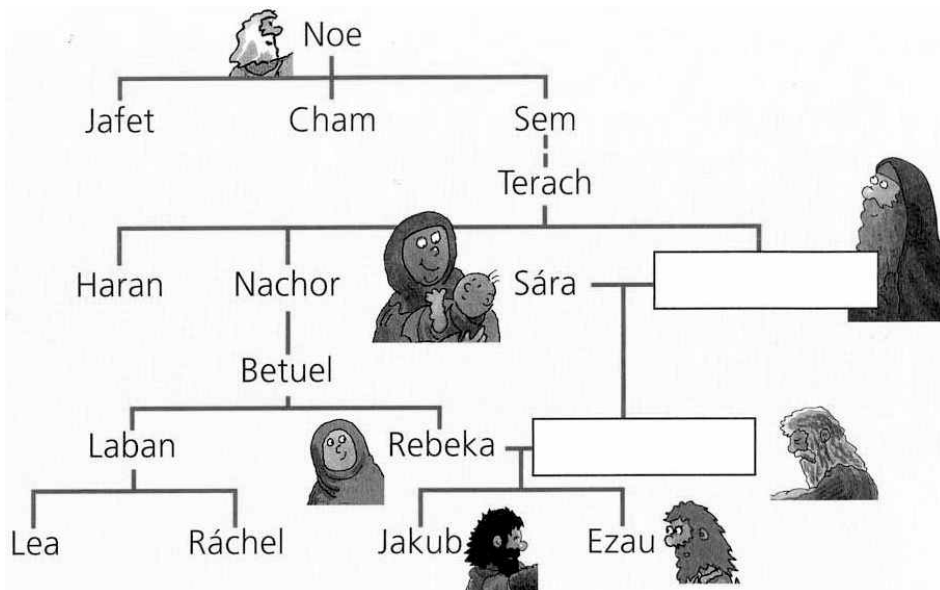 Noe
Jafet Cham Sem
Terach
Haran Nachor Sára
Betuel
Laban Rebeka
Lea Ráchel Jakub Ezau